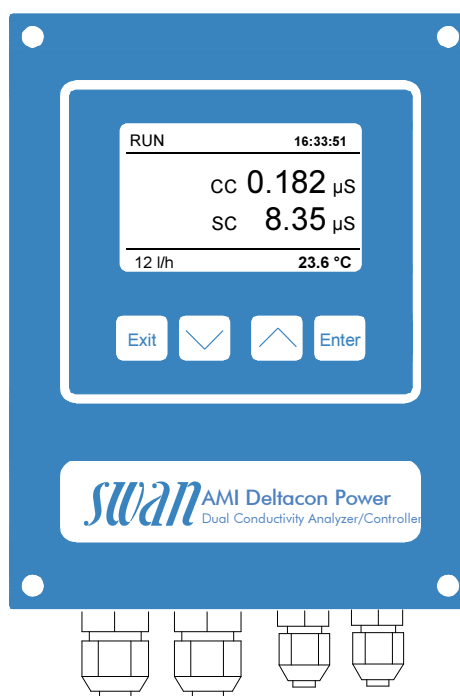 RUN 16:33:51
CC 0.182 µS
SC 8.35 µS
12 l/h 23.6 °C
Exit Enter
swan AMI Deltacon Power
Dual Conductivity Analyzer/Controller